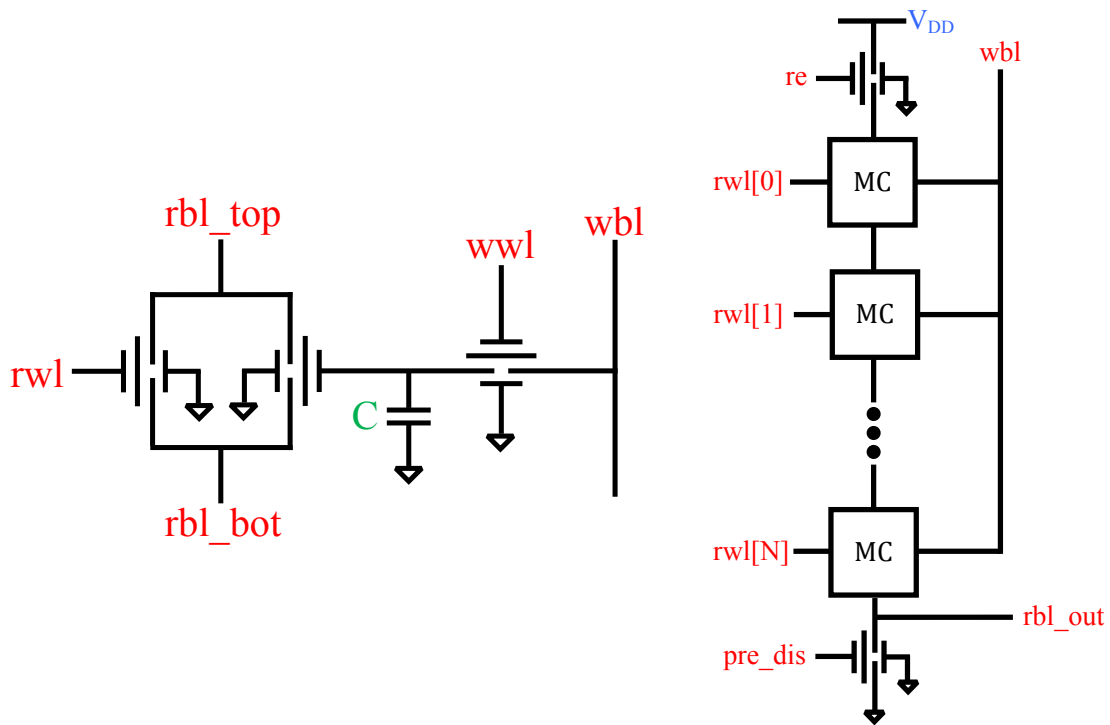 rbl_top
wwl
wbl
rwl
C
rbl_bot
V_DD
wbl
re
rwl[0]
MC
rwl[1]
MC
rwl[N]
MC
rbl_out
pre_dis